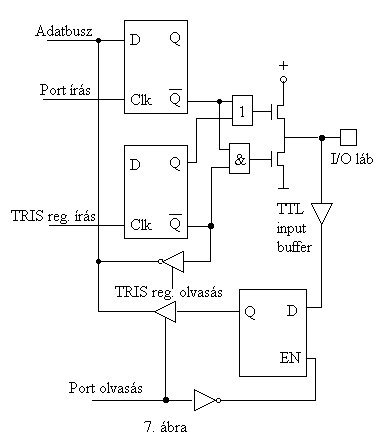 Adatbusz
D Q
Port írás
Clk Q
1
+
D Q
&
I/O láb
TRIS reg. írás
Clk Q
TTL
input
buffer
TRIS reg. olvasás
Q D
EN
Port olvasás
7. ábra